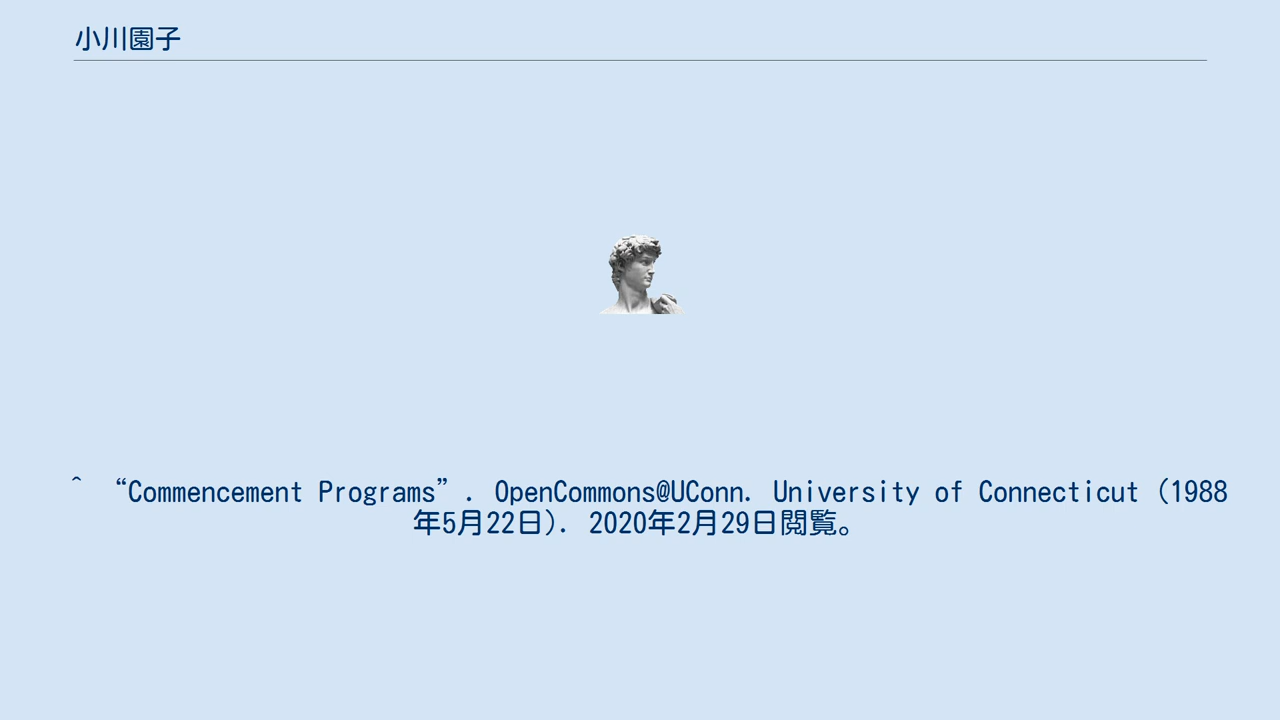 小川園子
^ “Commencement Programs”. OpenCommons@UConn. University of Connecticut (1988
年5月22日). 2020年2月29日閲覧。